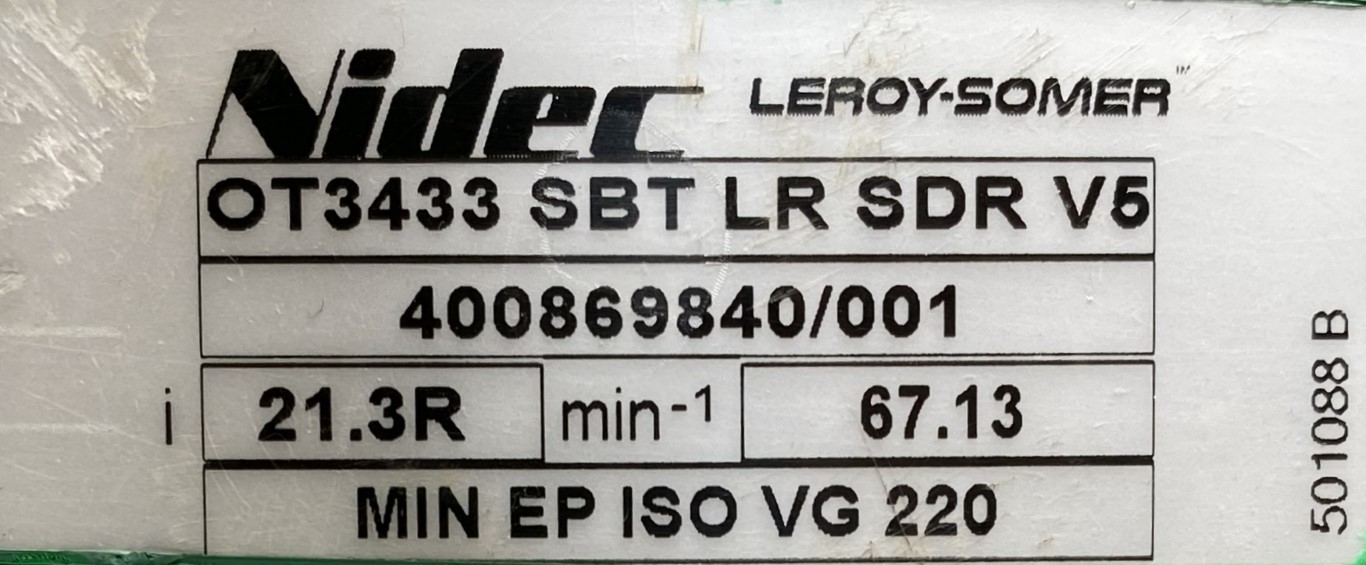 Nidec LEROY-SOMER™
OT3433 SBT LR SDR V5
400869840/001
i 21.3R min-1 67.13
MIN EP ISO VG 220
501088 B